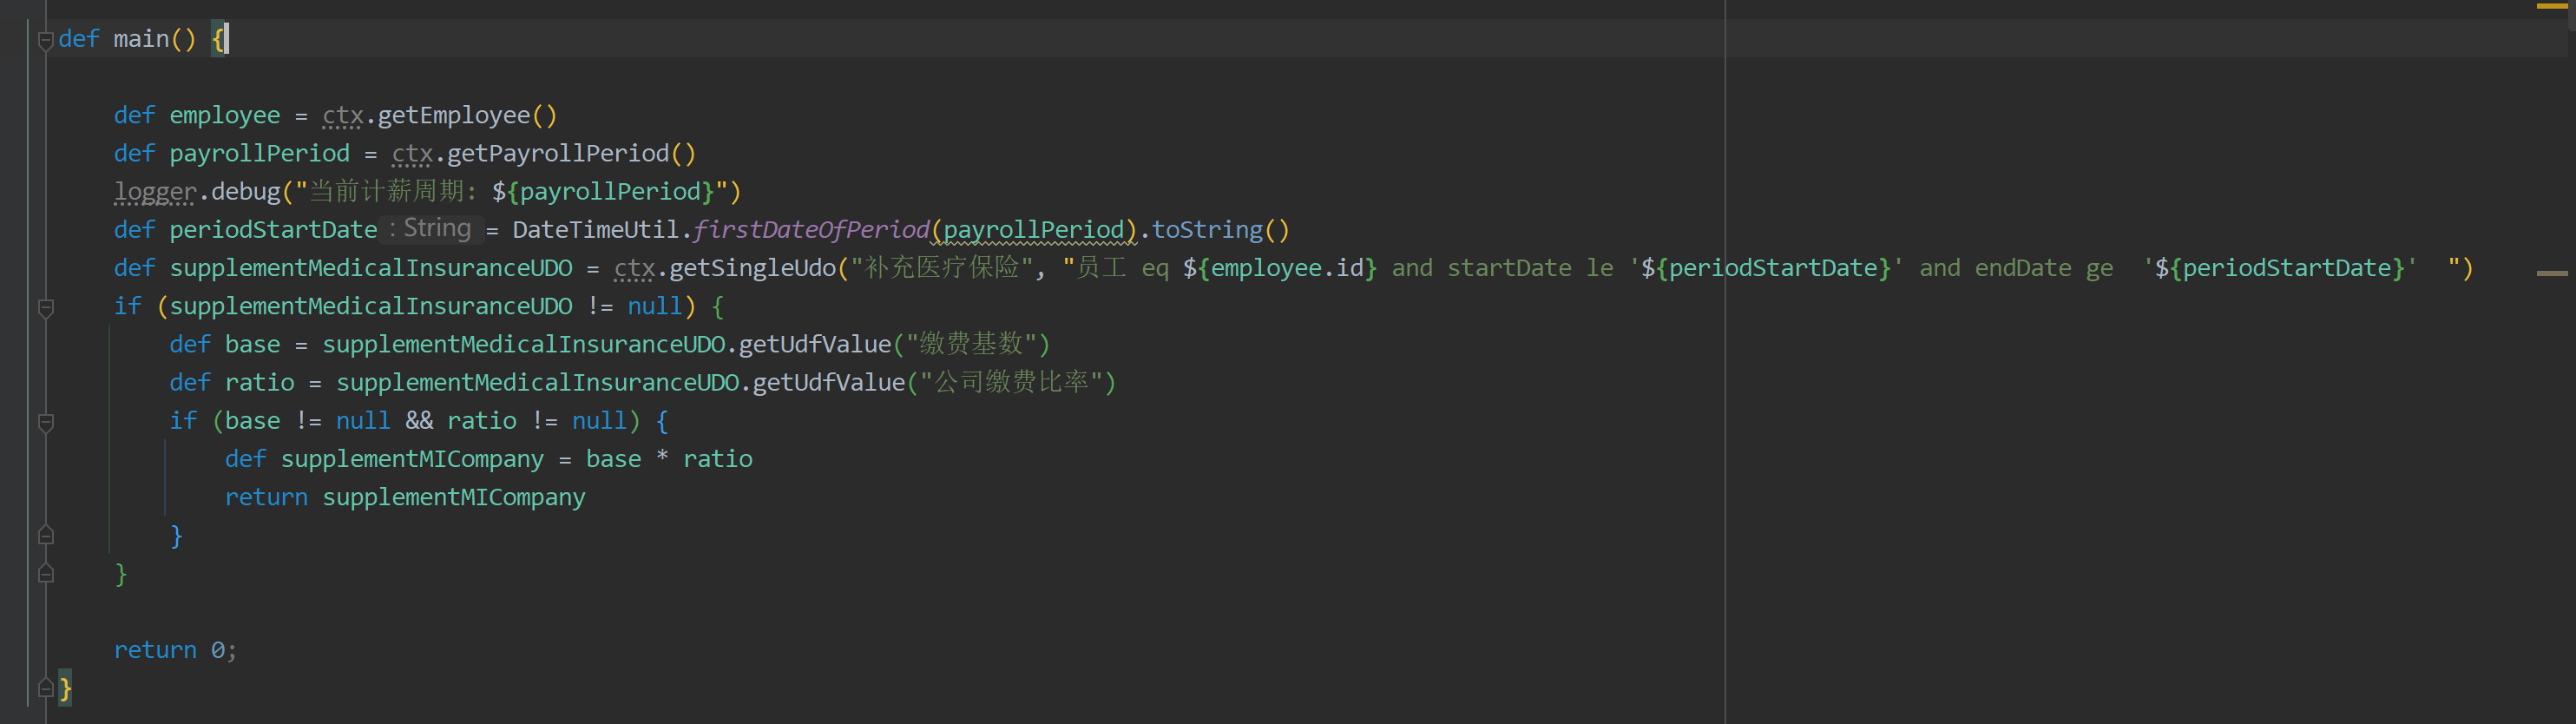 def main() {
def employee = ctx.getEmployee()
def payrollPeriod = ctx.getPayrollPeriod()
logger.debug("当前计薪周期: ${payrollPeriod}")
def periodStartDate : String = DateTimeUtil.firstDateOfPeriod(payrollPeriod).toString()
def supplementMedicalInsuranceUDO = ctx.getSingleUdo("补充医疗保险", "员工 eq ${employee.id} and startDate le '${periodStartDate}' and endDate ge  '${periodStartDate}'  ")
if (supplementMedicalInsuranceUDO != null) {
def base = supplementMedicalInsuranceUDO.getUdfValue("缴费基数")
def ratio = supplementMedicalInsuranceUDO.getUdfValue("公司缴费比率")
if (base != null && ratio != null) {
def supplementMICompany = base * ratio
return supplementMICompany
}
}
return 0;
}